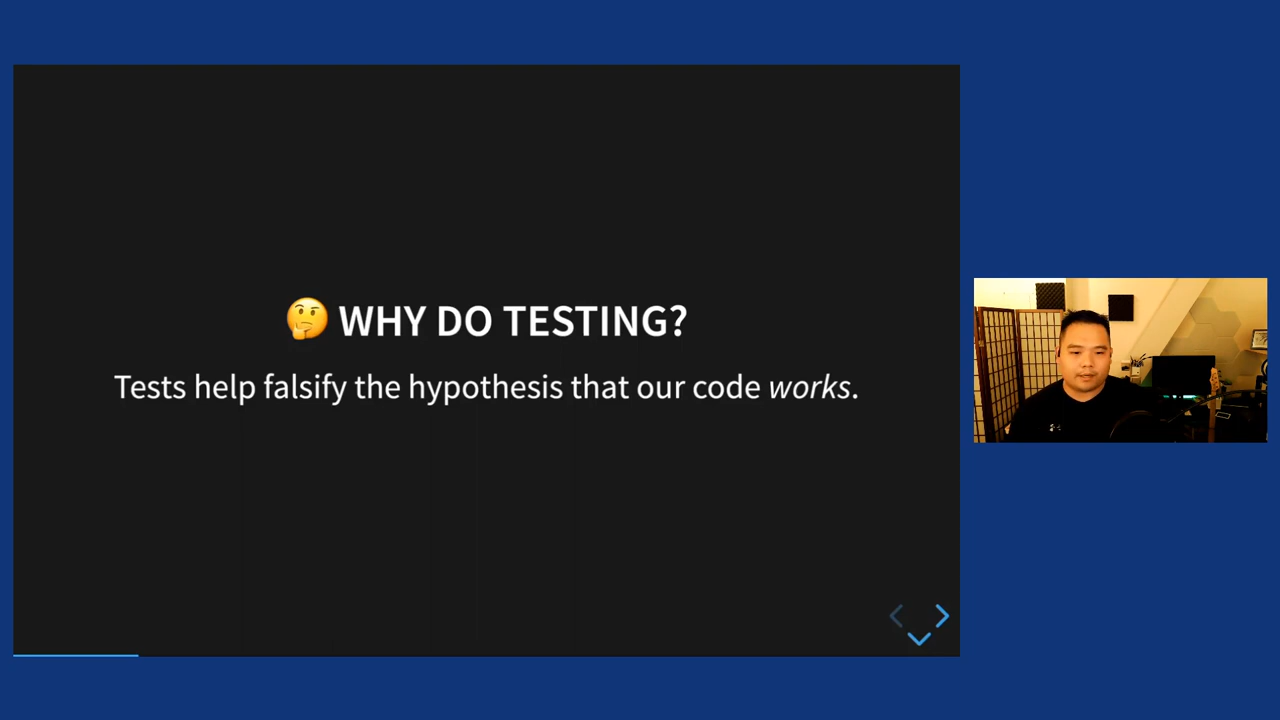 🤔 WHY DO TESTING?
Tests help falsify the hypothesis that our code works.